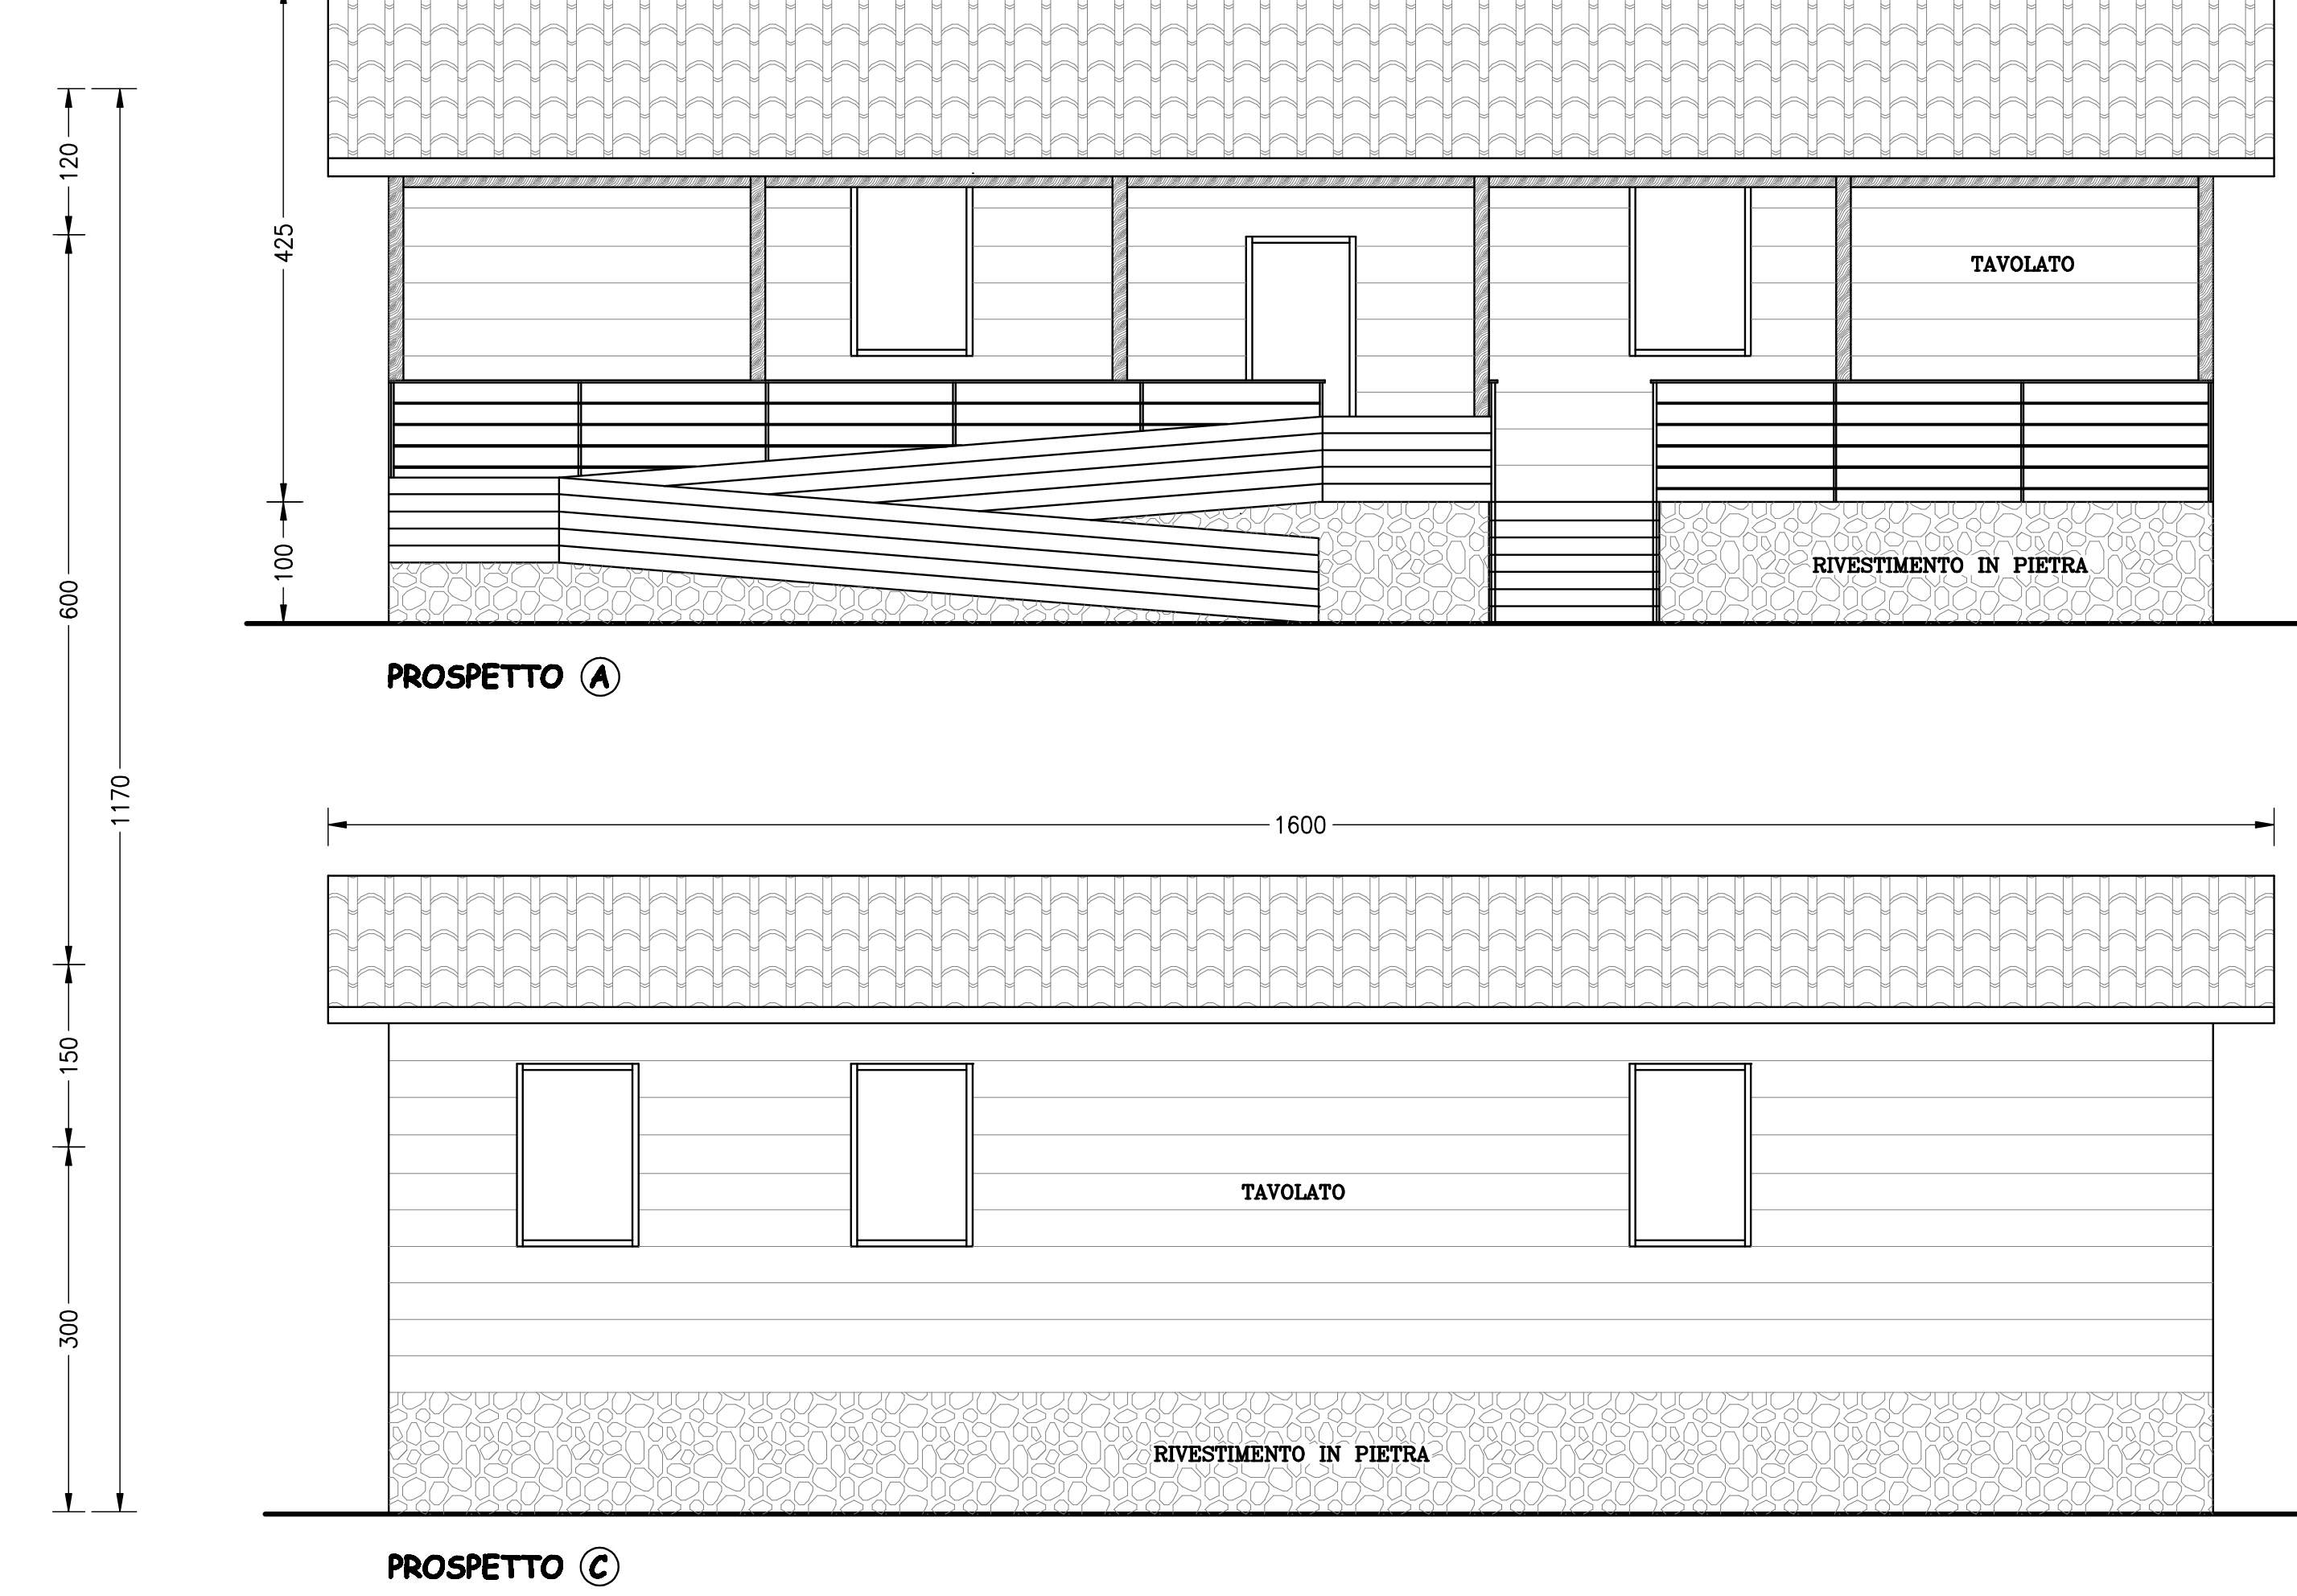 120
425
TAVOLATO
600
100
RIVESTIMENTO IN PIETRA
PROSPETTO A
1170
1600
150
TAVOLATO
300
RIVESTIMENTO IN PIETRA
PROSPETTO C